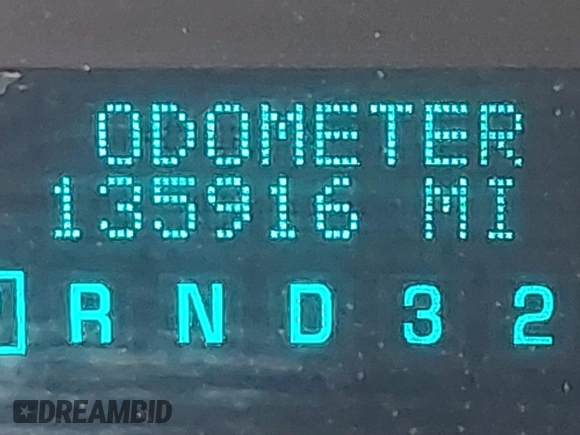 ODOMETER
135916 MI
R N D 3 2
DREAMBID